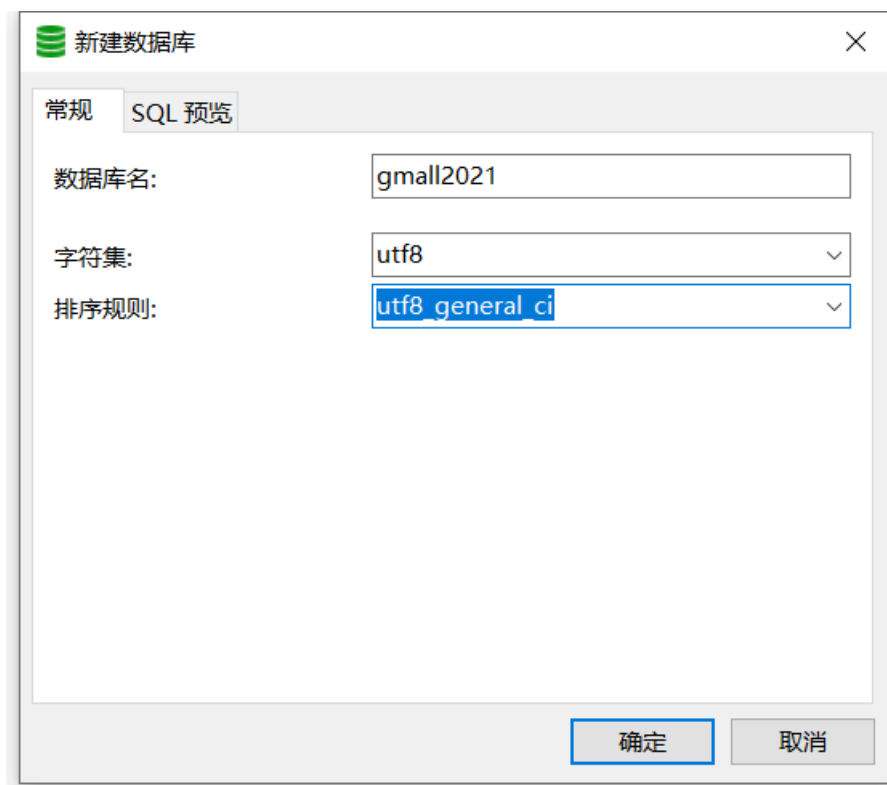 新建数据库
常规 SQL 预览
数据库名: gmall2021
字符集: utf8
排序规则: utf8_general_ci
确定 取消